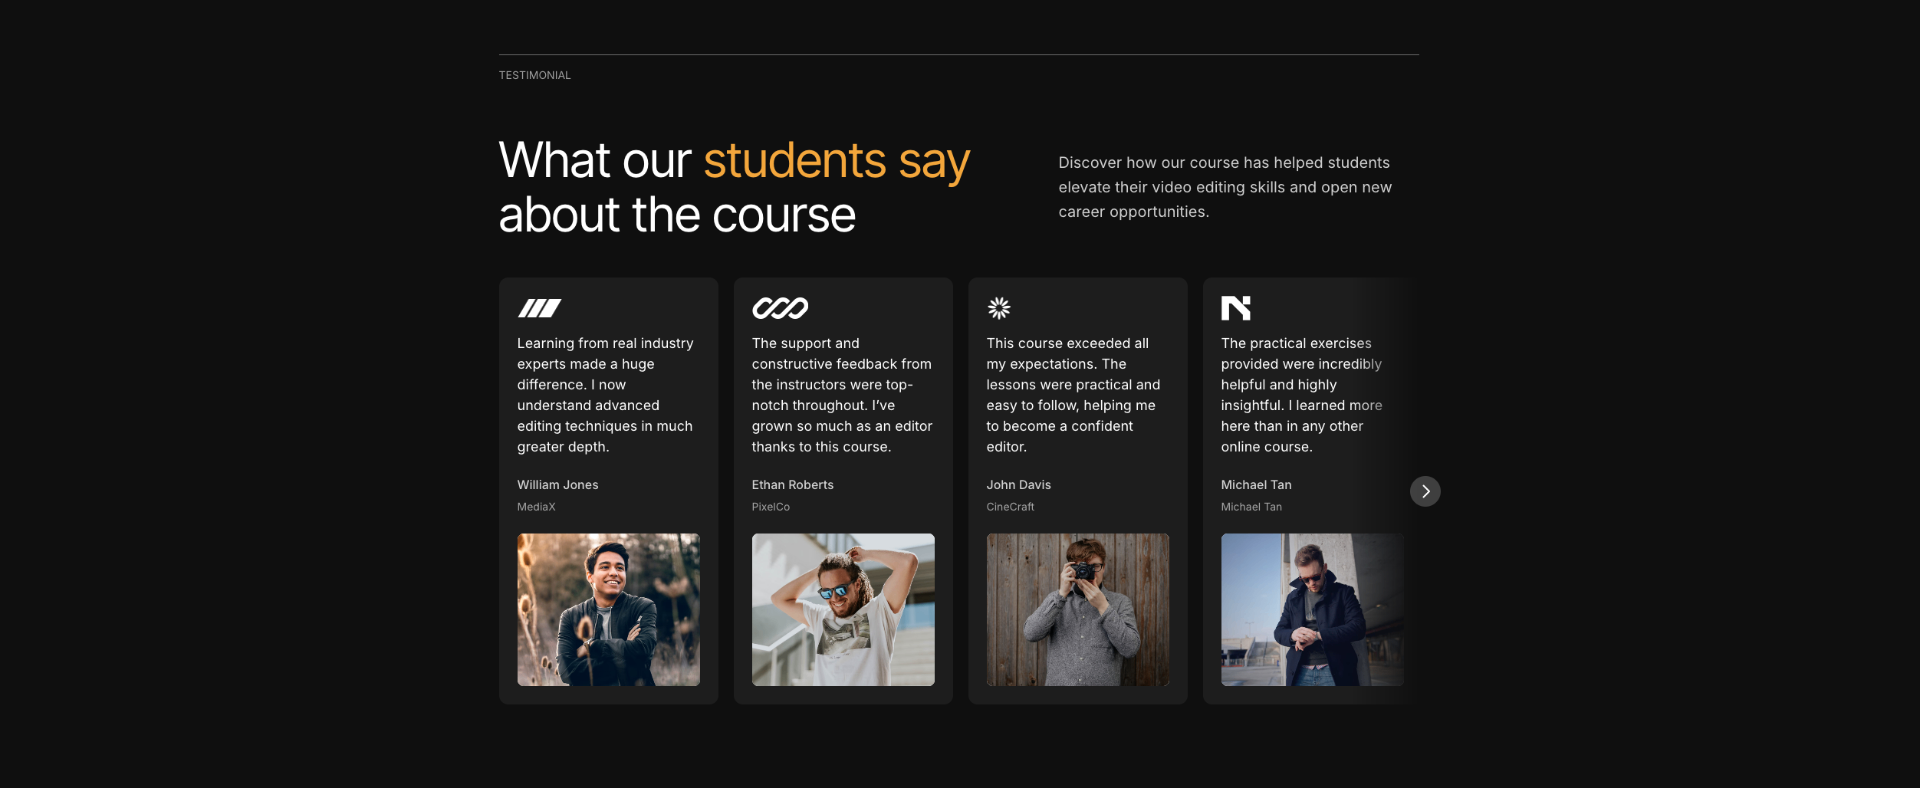 TESTIMONIAL
What our students say
about the course
Discover how our course has helped students
elevate their video editing skills and open new
career opportunities.
Learning from real industry
experts made a huge
difference. I now
understand advanced
editing techniques in much
greater depth.
William Jones
MediaX
The support and
constructive feedback from
the instructors were top-
notch throughout. I’ve
grown so much as an editor
thanks to this course.
Ethan Roberts
PixelCo
This course exceeded all
my expectations. The
lessons were practical and
easy to follow, helping me
to become a confident
editor.
John Davis
CineCraft
The practical exercises
provided were incredibly
helpful and highly
insightful. I learned more
here than in any other
online course.
Michael Tan
Michael Tan